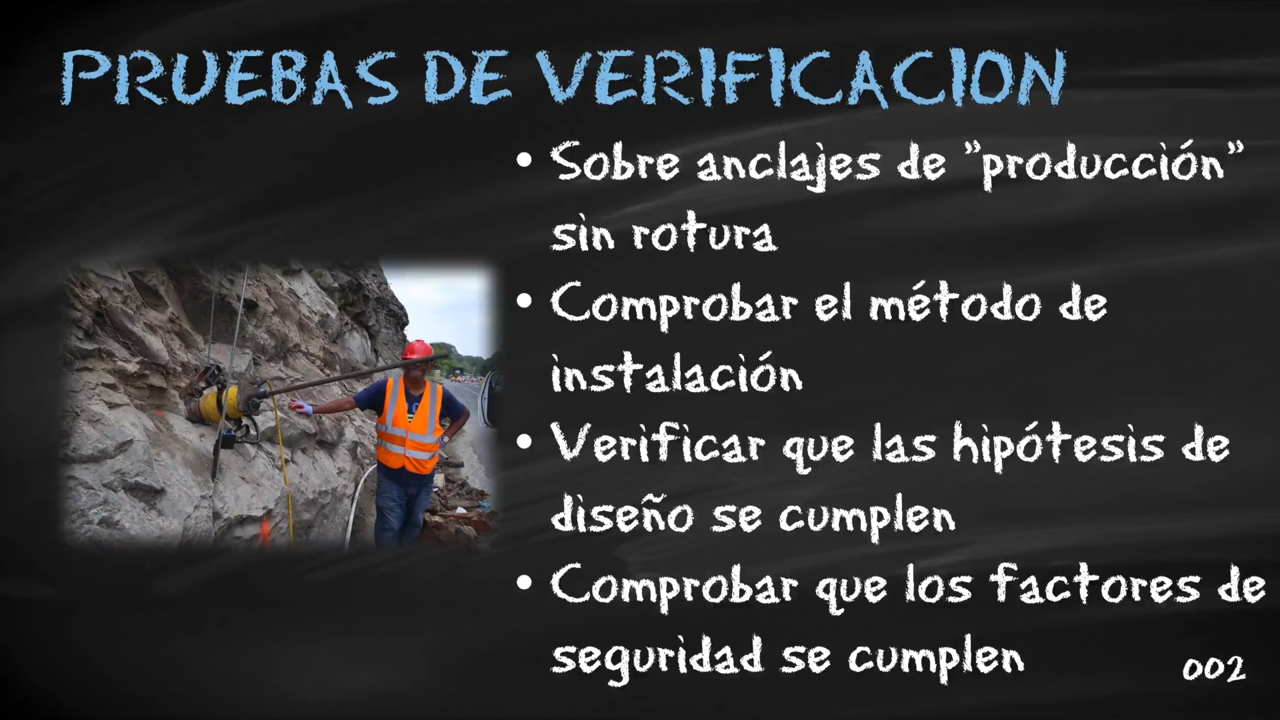 PRUEBAS DE VERIFICACION
• Sobre anclajes de "producción"
sin rotura
• Comprobar el método de
instalación
• Verificar que las hipótesis de
diseño se cumplen
• Comprobar que los factores de
seguridad se cumplen
002